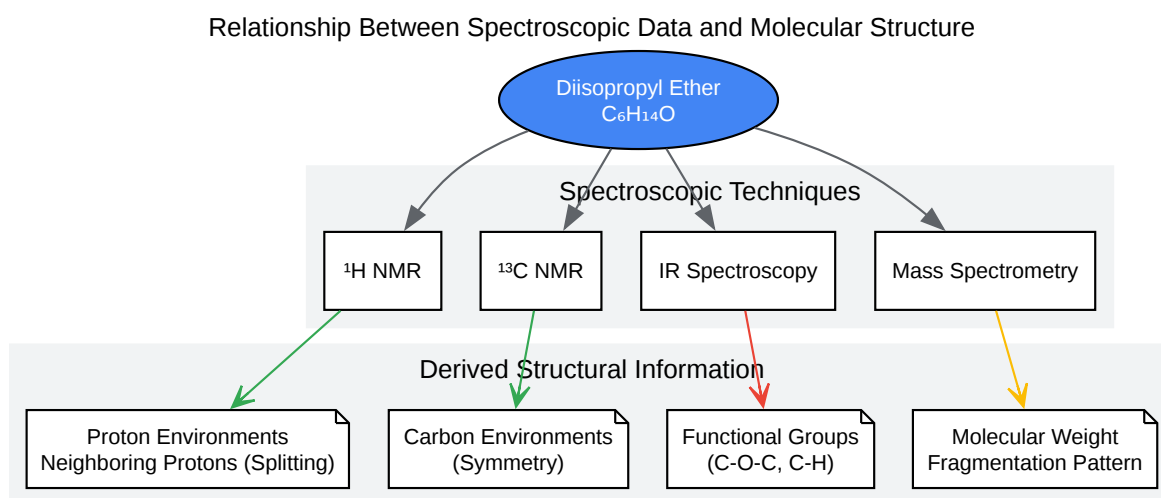 Relationship Between Spectroscopic Data and Molecular Structure
Diisopropyl Ether
C₆H₁₄O
Spectroscopic Techniques
¹H NMR
¹³C NMR
IR Spectroscopy
Mass Spectrometry
Derived Structural Information
Proton Environments
Neighboring Protons (Splitting)
Carbon Environments
(Symmetry)
Functional Groups
(C-O-C, C-H)
Molecular Weight
Fragmentation Pattern